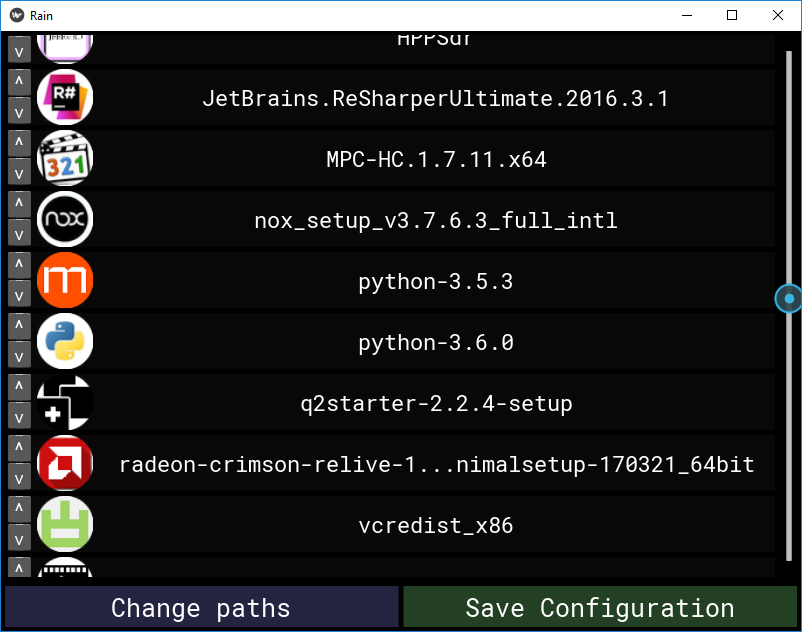 Rain
HPPSdr
JetBrains.ReSharperUltimate.2016.3.1
R#
MPC-HC.1.7.11.x64
321
nox_setup_v3.7.6.3_full_intl
nox
python-3.5.3
m
python-3.6.0
q2starter-2.2.4-setup
radeon-crimson-relive-1...nimalsetup-170321_64bit
vcredist_x86
Change paths
Save Configuration